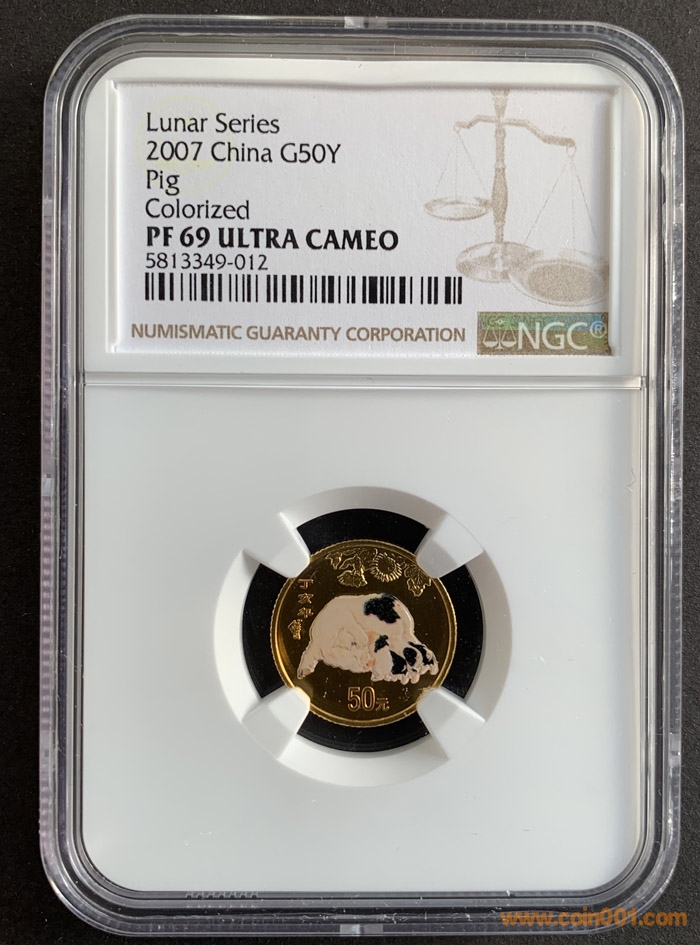 Lunar Series
2007 China G50Y
Pig
Colorized
PF 69 ULTRA CAMEO
5813349-012
NUMISMATIC GUARANTY CORPORATION
NGC®
丁亥年
50元
www.coin001.com